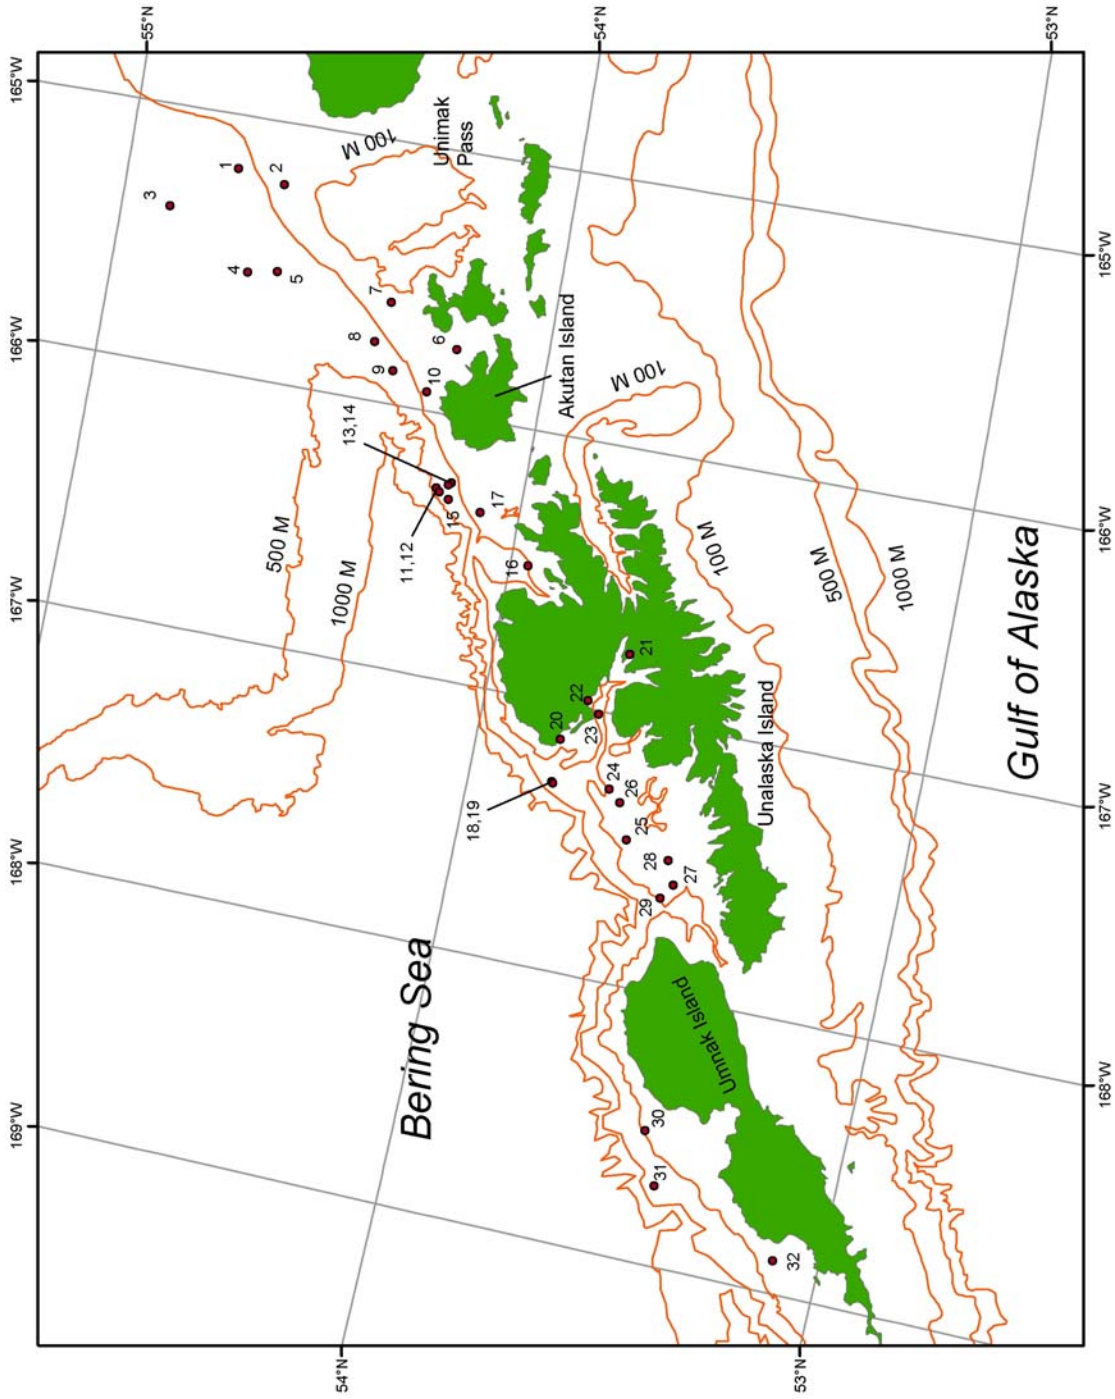 169°W
168°W
167°W
166°W
165°W
55°N
54°N
53°N
54°N
53°N
168°W
167°W
166°W
165°W
Bering Sea
Gulf of Alaska
Unimak
Pass
Akutan Island
Unalaska Island
Umnak Island
500 M
1000 M
100 M
100 M
100 M
500 M
1000 M
1
2
3
4
5
6
7
8
9
10
11,12
13,14
15
16
17
18,19
20
21
22
23
24
25
26
27
28
29
30
31
32